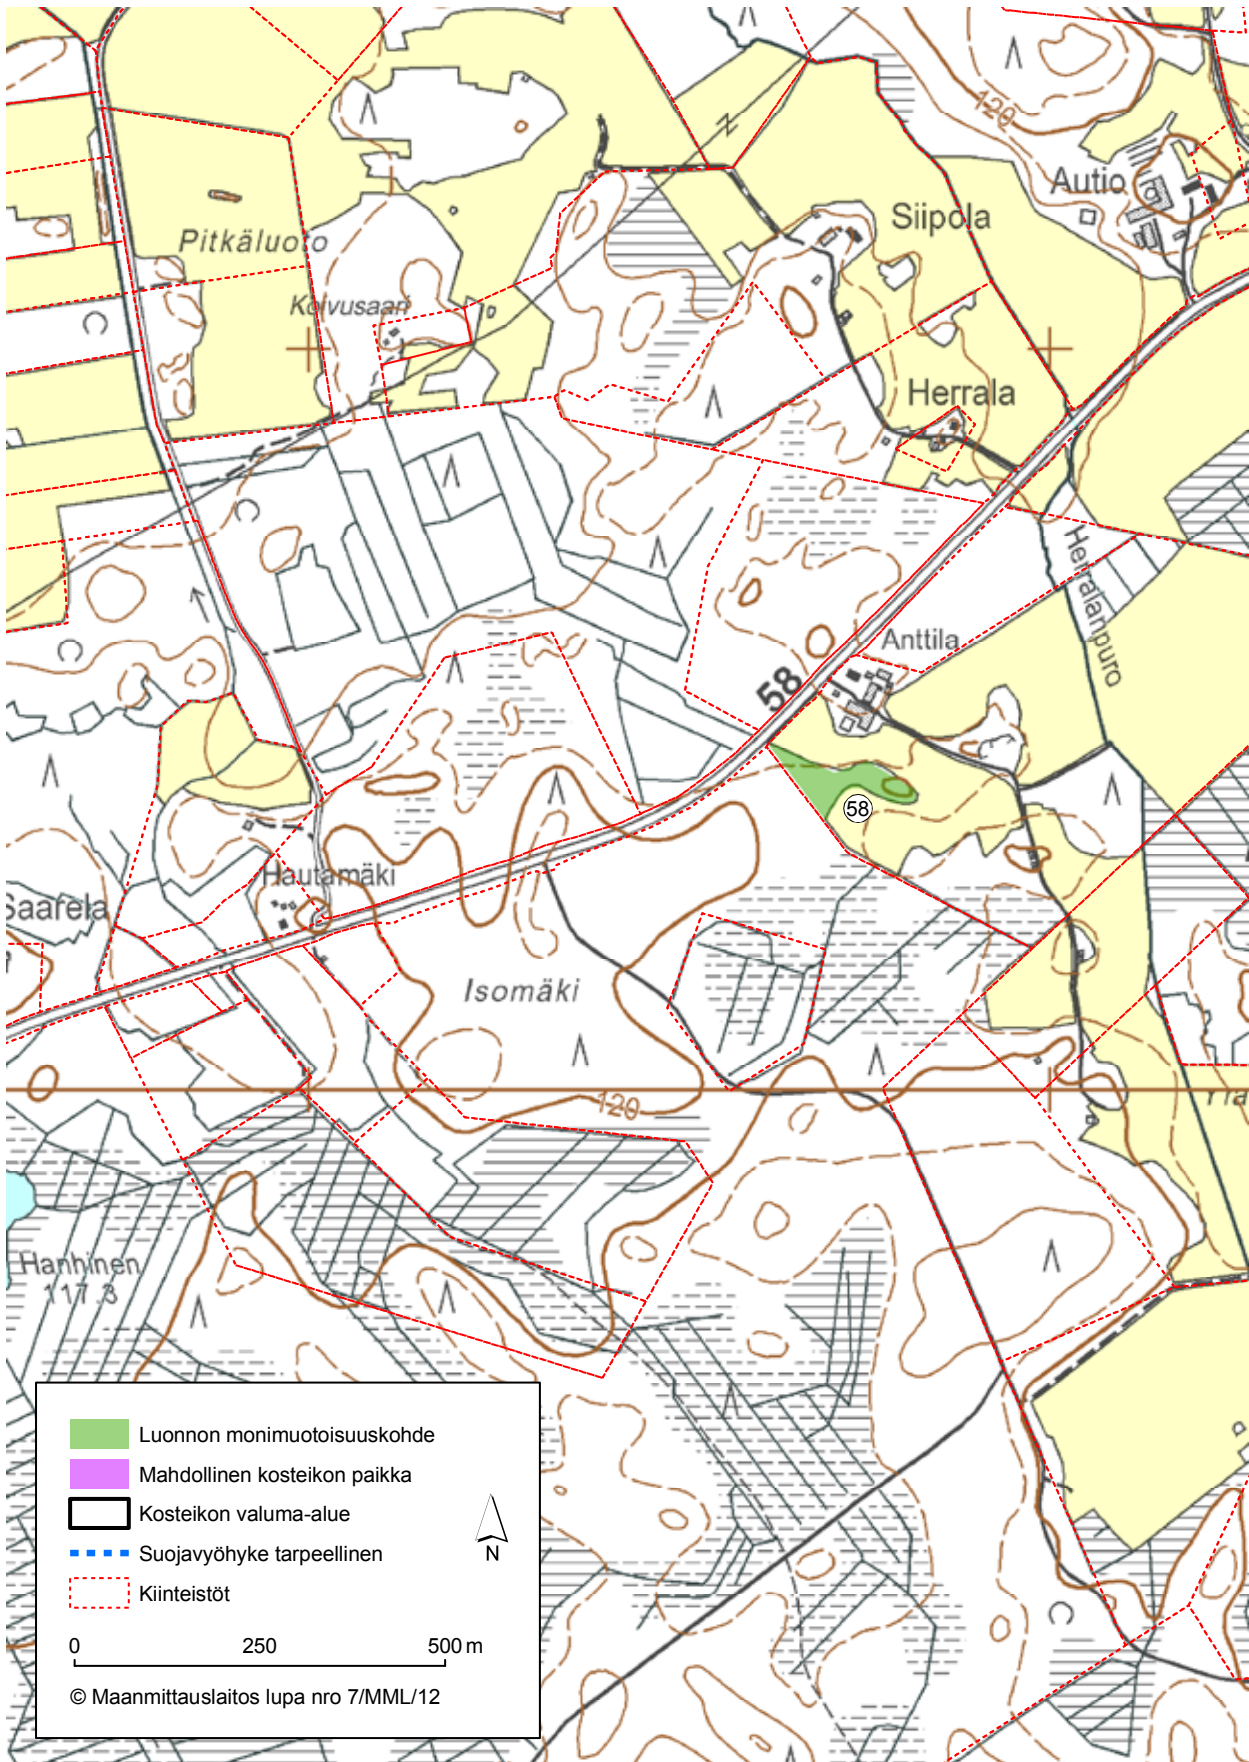 120
Autio
Siipola
Pitkäluoto
Koivusaari
Herrala
Herralanpuro
Anttila
58
58
Hautamäki
Saarela
Isomäki
120
Hanhinen
117.3
Luonnon monimuotoisuuskohde
Mahdollinen kosteikon paikka
Kosteikon valuma-alue
Suojavyöhyke tarpeellinen
Kiinteistöt
N
0 250 500 m
© Maanmittauslaitos lupa nro 7/MML/12